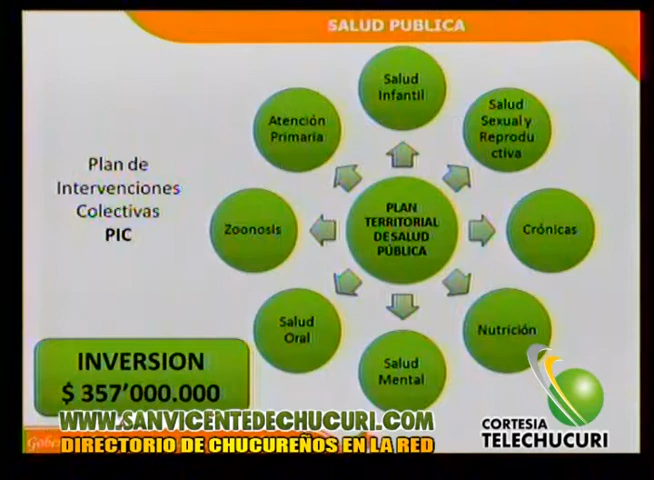 SALUD PUBLICA
Salud
Infantil
Atención
Primaria
Salud
Sexual y
Reprodu
ctiva
Plan de
Intervenciones
Colectivas
PIC
PLAN
TERRITORIAL
DE SALUD
PÚBLICA
Zoonosis
Crónicas
Salud
Oral
Nutrición
Salud
Mental
INVERSION
$ 357'000.000
WWW.SANVICENTEDECHUCURI.COM
DIRECTORIO DE CHUCUREÑOS EN LA RED
CORTESIA
TELECHUCURI